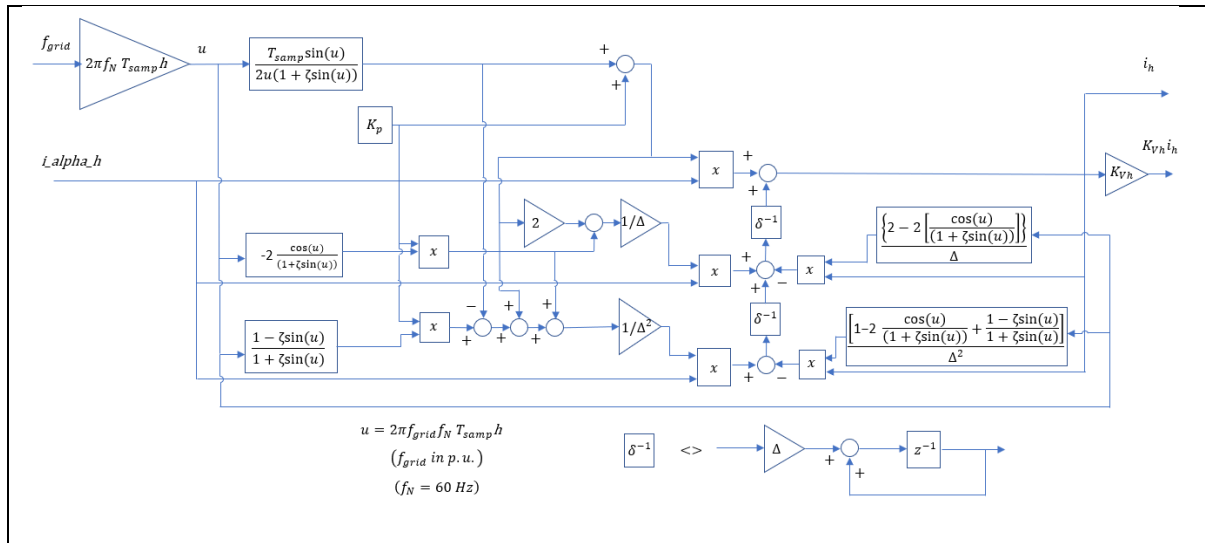 f_grid
2πf_N T_samp h
u
T_samp sin(u) / 2u(1 + ζsin(u))
+
+
i_h
K_p
i_alpha_h
x
+
+
K_Vh
K_Vh i_h
2
1/Δ
δ⁻¹
{2 − 2 [cos(u) / (1 + ζsin(u))]} / Δ
-2 cos(u) / (1+ζsin(u))
x
x
+
+
−
x
− + +
1 − ζsin(u) / 1 + ζsin(u)
x
+ + +
1/Δ²
δ⁻¹
[1−2 cos(u) / (1 + ζsin(u)) + 1 − ζsin(u) / 1 + ζsin(u)] / Δ²
x
+
−
x
u = 2πf_grid f_N T_samp h
(f_grid in p.u.)
(f_N = 60 Hz)
δ⁻¹ <> Δ + + z⁻¹